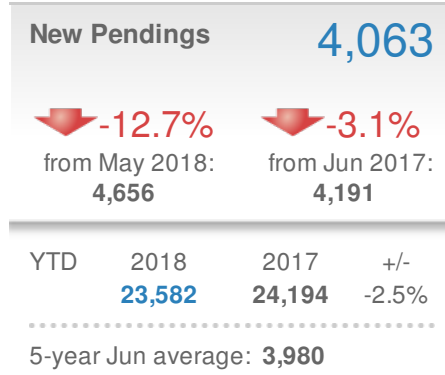 New Pendings 4,063
-12.7% -3.1%
from May 2018: from Jun 2017:
4,656 4,191
YTD 2018 2017 +/-
23,582 24,194 -2.5%
5-year Jun average: 3,980